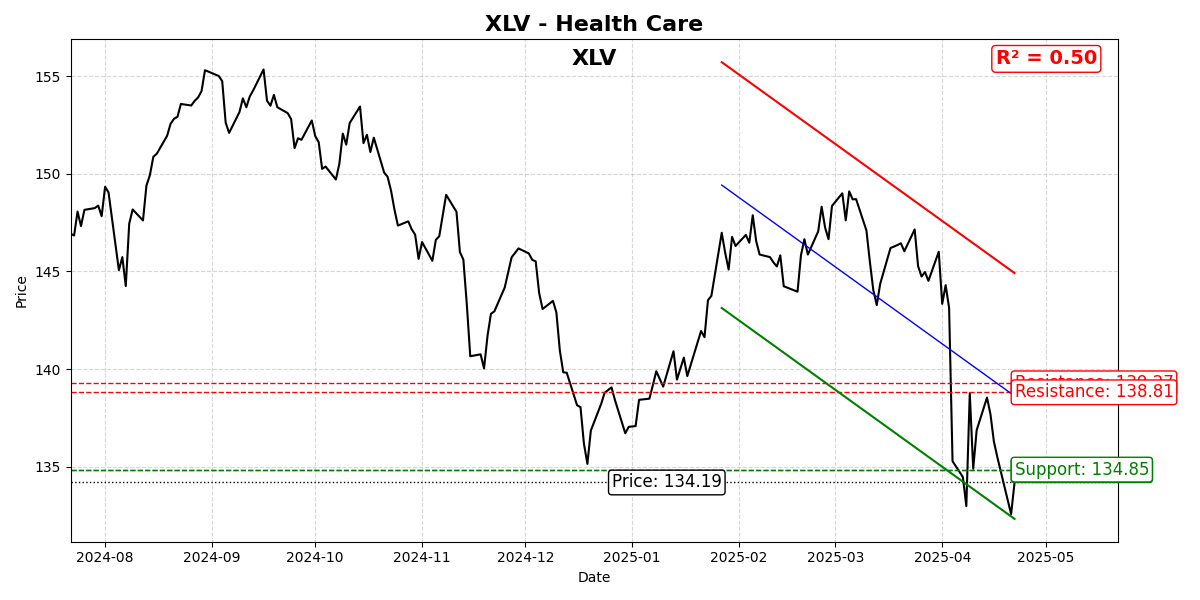 XLV - Health Care
XLV
R² = 0.50
155
150
145
140
135
Price
Resistance: 138.81
Support: 134.85
Price: 134.19
2024-08
2024-09
2024-10
2024-11
2024-12
2025-01
2025-02
2025-03
2025-04
2025-05
Date